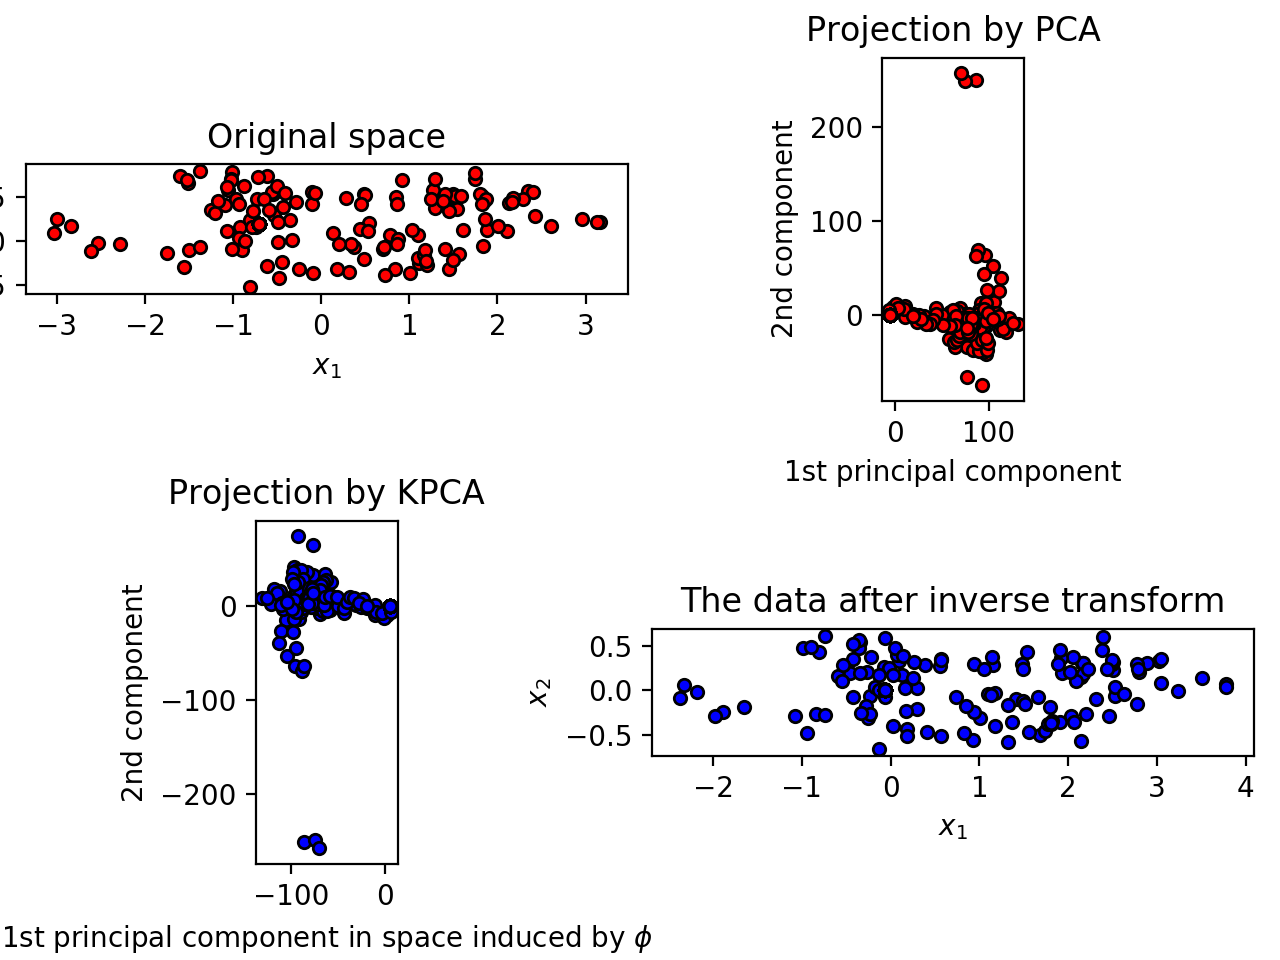 Projection by PCA
200
100
0
2nd component
0 100
1st principal component
Original space
−3 −2 −1 0 1 2 3
x₁
Projection by KPCA
0
−100
−200
2nd component
−100 0
1st principal component in space induced by ϕ
The data after inverse transform
0.5
0.0
−0.5
x₂
−2 −1 0 1 2 3 4
x₁